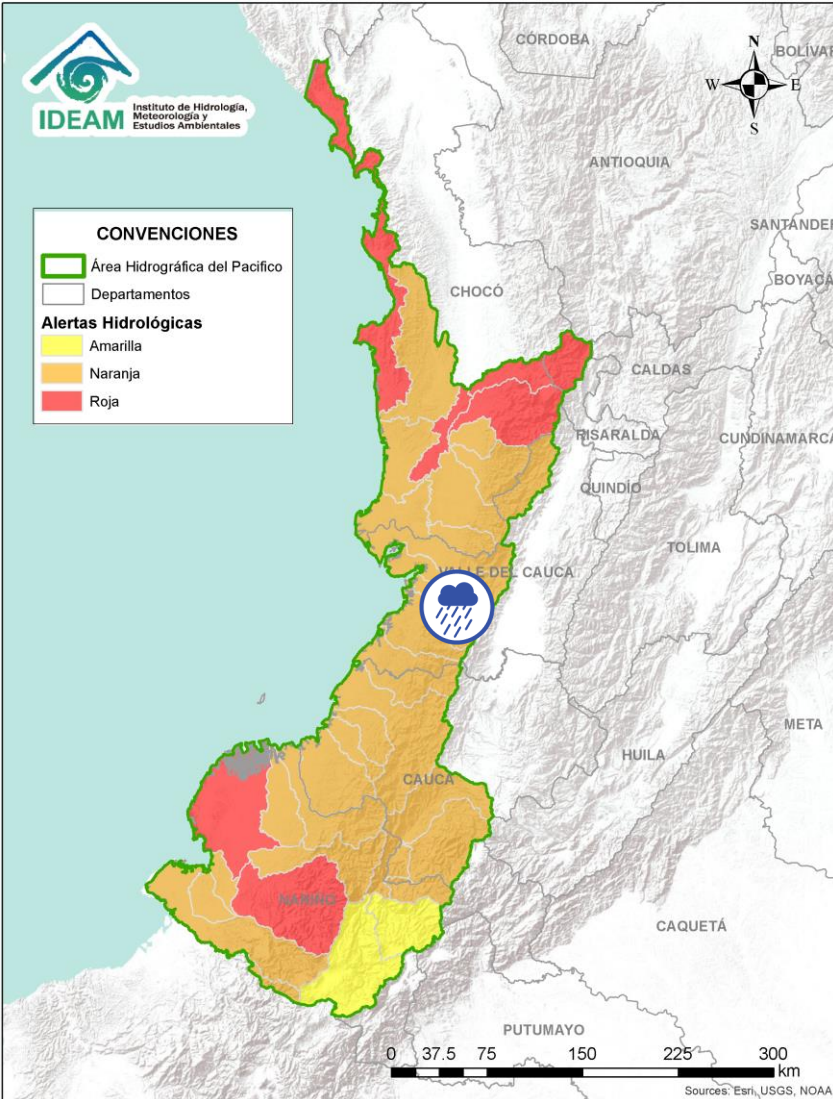 IDEAM
Instituto de Hidrología,
Meteorología y
Estudios Ambientales
N
W
E
S
CONVENCIONES
Área Hidrográfica del Pacifico
Departamentos
Alertas Hidrológicas
Amarilla
Naranja
Roja
CÓRDOBA
BOLÍVAR
ANTIOQUIA
SANTANDER
BOYACÁ
CHOCÓ
CALDAS
RISARALDA
CUNDINAMARCA
QUINDÍO
TOLIMA
VALLE DEL CAUCA
META
HUILA
CAUCA
NARIÑO
CAQUETÁ
PUTUMAYO
0 37.5 75 150 225 300
km
Sources: Esri, USGS, NOAA